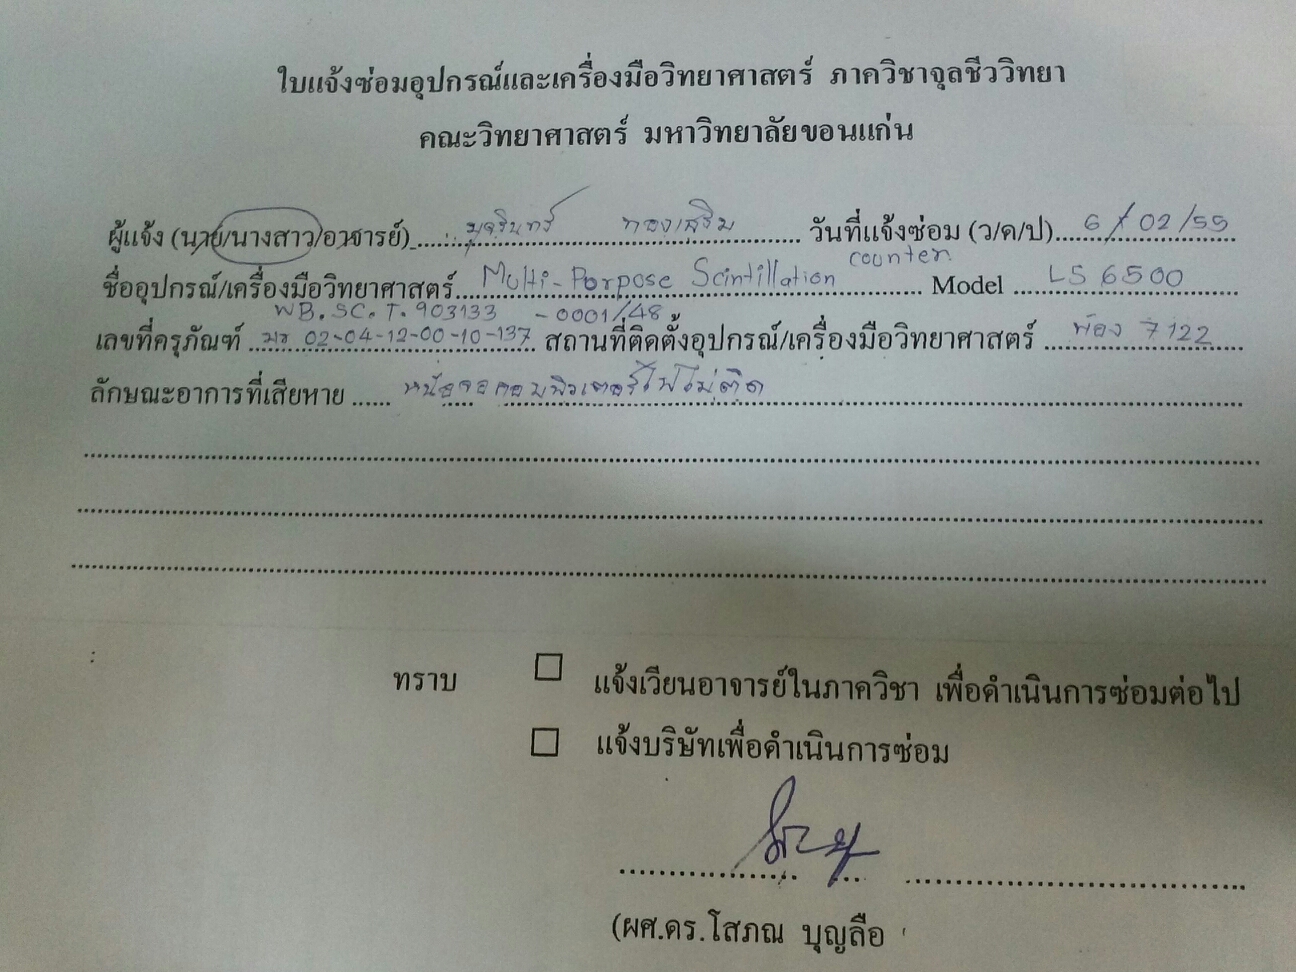 ใบแจ้งซ่อมอุปกรณ์และเครื่องมือวิทยาศาสตร์ ภาควิชาจุลชีววิทยา
คณะวิทยาศาสตร์ มหาวิทยาลัยขอนแก่น
ผู้แจ้ง (นาย/นางสาว/อาจารย์) มุจรินทร์ ทองเสริม วันที่แจ้งซ่อม (ว/ด/ป) 6/02/55
ชื่ออุปกรณ์/เครื่องมือวิทยาศาสตร์ Multi-Purpose Scintillation counter Model LS 6500
WB.SC.T.903133 -0001/48
เลขที่ครุภัณฑ์ มข 02-04-12-00-10-137 สถานที่ติดตั้งอุปกรณ์/เครื่องมือวิทยาศาสตร์ ห้อง 7122
ลักษณะอาการที่เสียหาย หน้าจอคอมพิวเตอร์ไฟไม่ติด
ทราบ ☐ แจ้งเวียนอาจารย์ในภาควิชา เพื่อดำเนินการซ่อมต่อไป
☐ แจ้งบริษัทเพื่อดำเนินการซ่อม
(ผศ.ดร.โสภณ บุญลือ